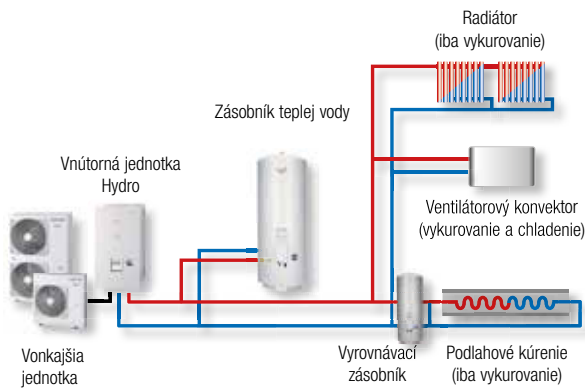 Radiátor
(iba vykurovanie)
Zásobník teplej vody
Vnútorná jednotka
Hydro
Ventilátorový konvektor
(vykurovanie a chladenie)
Vonkajšia
jednotka
Vyrovnávací
zásobník
Podlahové kúrenie
(iba vykurovanie)